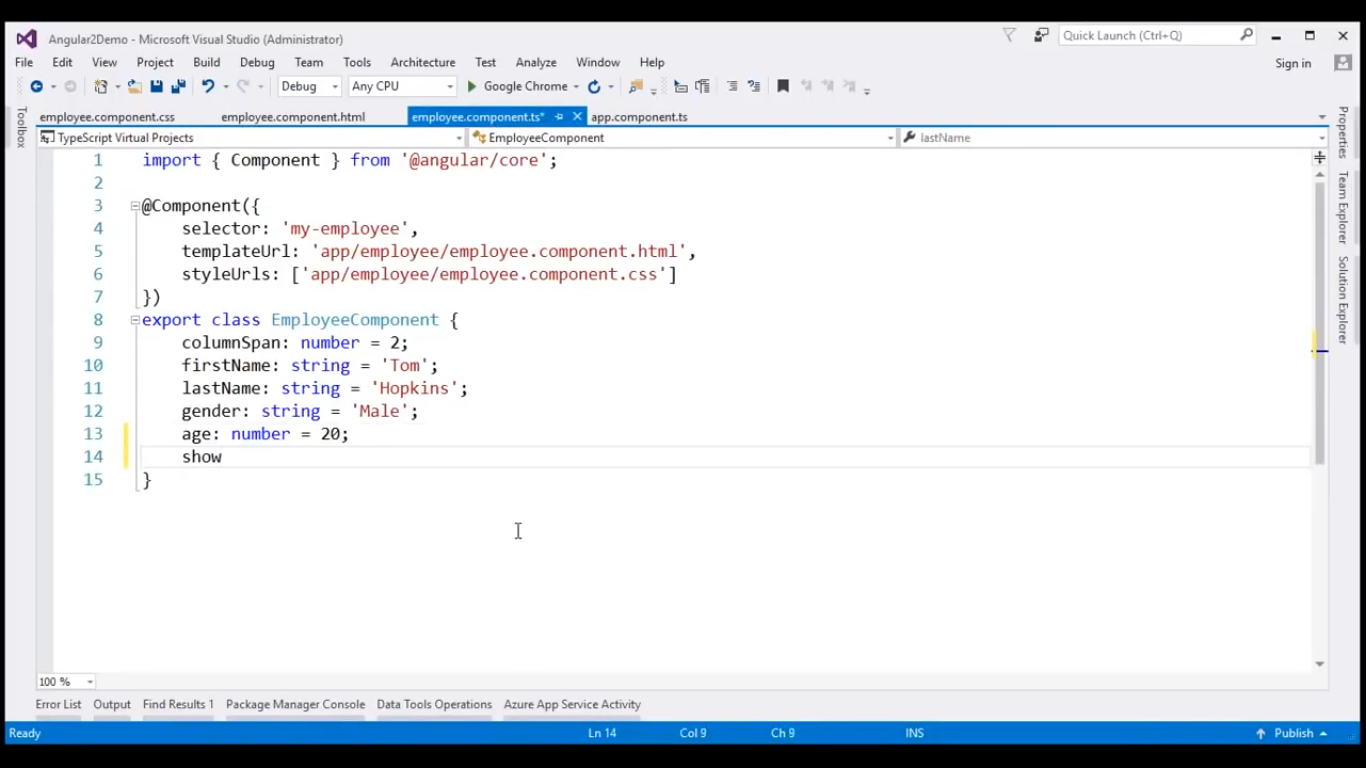 Angular2Demo - Microsoft Visual Studio (Administrator)
Quick Launch (Ctrl+Q)
File Edit View Project Build Debug Team Tools Architecture Test Analyze Window Help
Sign in
Debug Any CPU Google Chrome
employee.component.css employee.component.html employee.component.ts* app.component.ts
TypeScript Virtual Projects EmployeeComponent lastName
Toolbox
Properties
Team Explorer
Solution Explorer
1 import { Component } from '@angular/core';
2
3 @Component({
4 selector: 'my-employee',
5 templateUrl: 'app/employee/employee.component.html',
6 styleUrls: ['app/employee/employee.component.css']
7 })
8 export class EmployeeComponent {
9 columnSpan: number = 2;
10 firstName: string = 'Tom';
11 lastName: string = 'Hopkins';
12 gender: string = 'Male';
13 age: number = 20;
14 show
15 }
100 %
Error List Output Find Results 1 Package Manager Console Data Tools Operations Azure App Service Activity
Ready Ln 14 Col 9 Ch 9 INS Publish